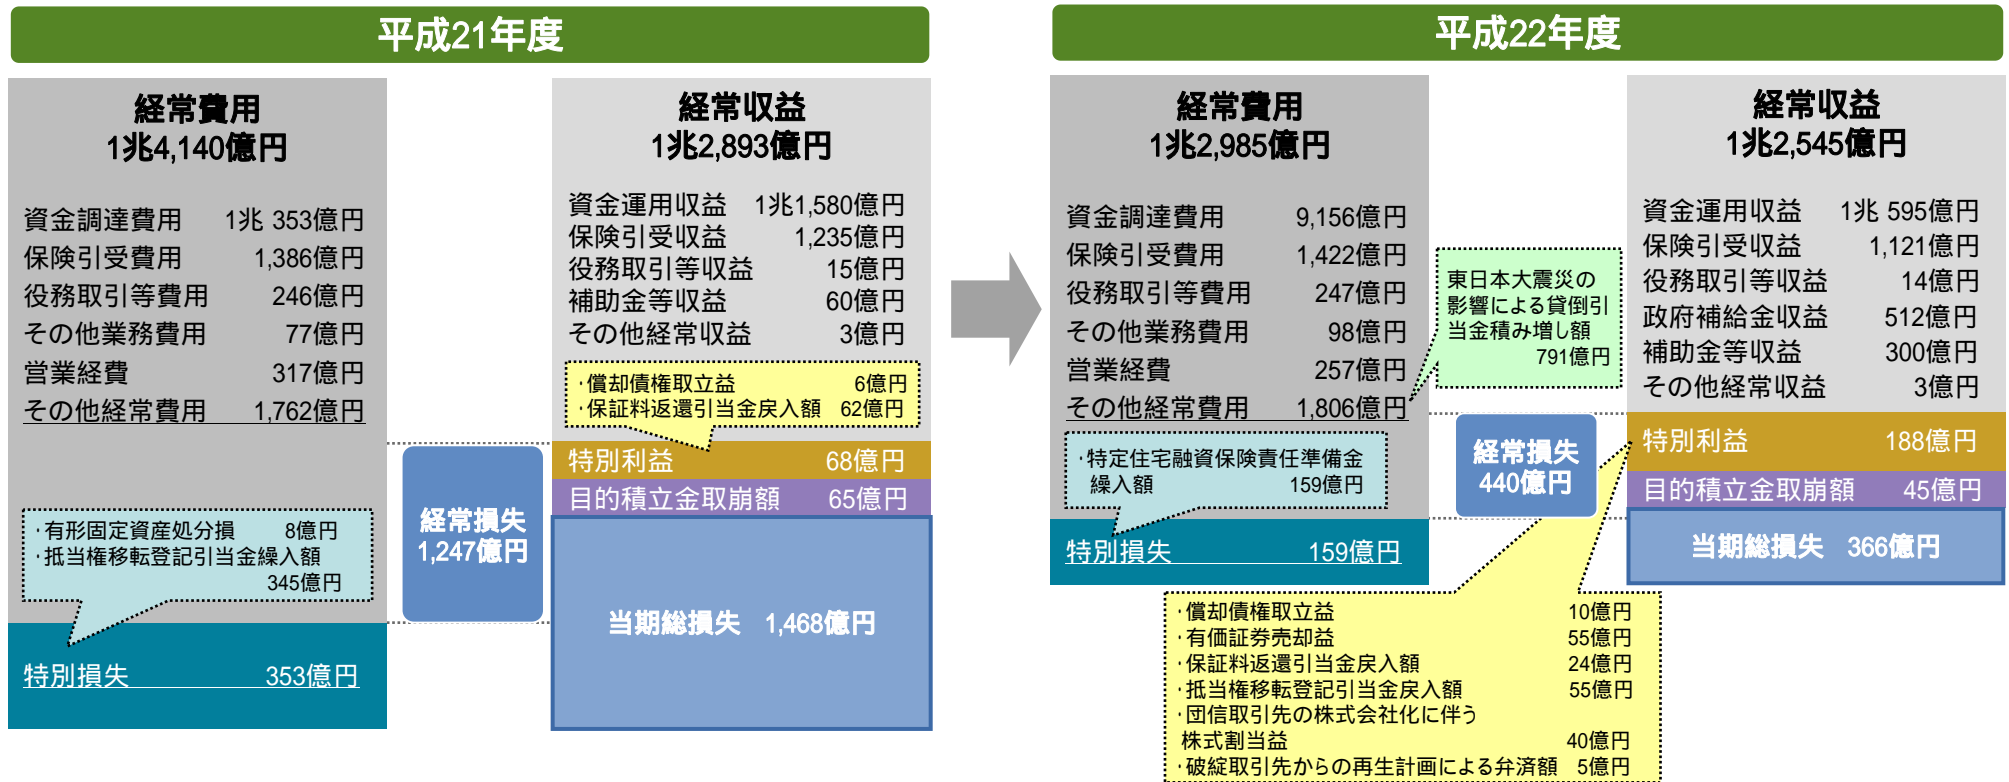 平成21年度
経常費用
1兆4,140億円
資金調達費用 1兆 353億円
保険引受費用 1,386億円
役務取引等費用 246億円
その他業務費用 77億円
営業経費 317億円
その他経常費用 1,762億円
･有形固定資産処分損 8億円
･抵当権移転登記引当金繰入額
345億円
特別損失 353億円
経常損失
1,247億円
経常収益
1兆2,893億円
資金運用収益 1兆1,580億円
保険引受収益 1,235億円
役務取引等収益 15億円
補助金等収益 60億円
その他経常収益 3億円
･償却債権取立益 6億円
･保証料返還引当金戻入額 62億円
特別利益 68億円
目的積立金取崩額 65億円
当期総損失 1,468億円
平成22年度
経常費用
1兆2,985億円
資金調達費用 9,156億円
保険引受費用 1,422億円
役務取引等費用 247億円
その他業務費用 98億円
営業経費 257億円
その他経常費用 1,806億円
･特定住宅融資保険責任準備金
繰入額 159億円
特別損失 159億円
東日本大震災の
影響による貸倒引
当金積み増し額
791億円
経常損失
440億円
経常収益
1兆2,545億円
資金運用収益 1兆 595億円
保険引受収益 1,121億円
役務取引等収益 14億円
政府補給金収益 512億円
補助金等収益 300億円
その他経常収益 3億円
特別利益 188億円
目的積立金取崩額 45億円
当期総損失 366億円
･償却債権取立益 10億円
･有価証券売却益 55億円
･保証料返還引当金戻入額 24億円
･抵当権移転登記引当金戻入額 55億円
･団信取引先の株式会社化に伴う
株式割当益 40億円
･破綻取引先からの再生計画による弁済額 5億円